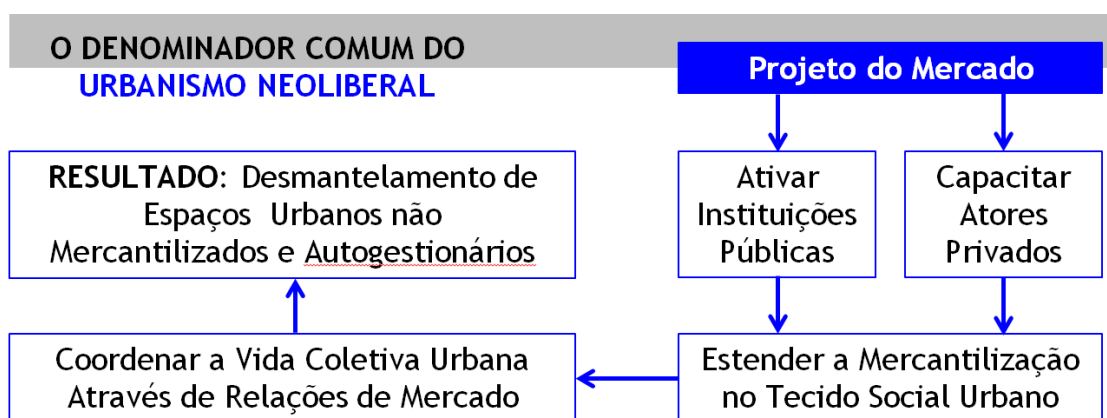 O DENOMINADOR COMUM DO
URBANISMO NEOLIBERAL
Projeto do Mercado
Ativar
Instituições
Públicas
Capacitar
Atores
Privados
Estender a Mercantilização
no Tecido Social Urbano
Coordenar a Vida Coletiva Urbana
Através de Relações de Mercado
RESULTADO: Desmantelamento de
Espaços Urbanos não
Mercantilizados e Autogestionários